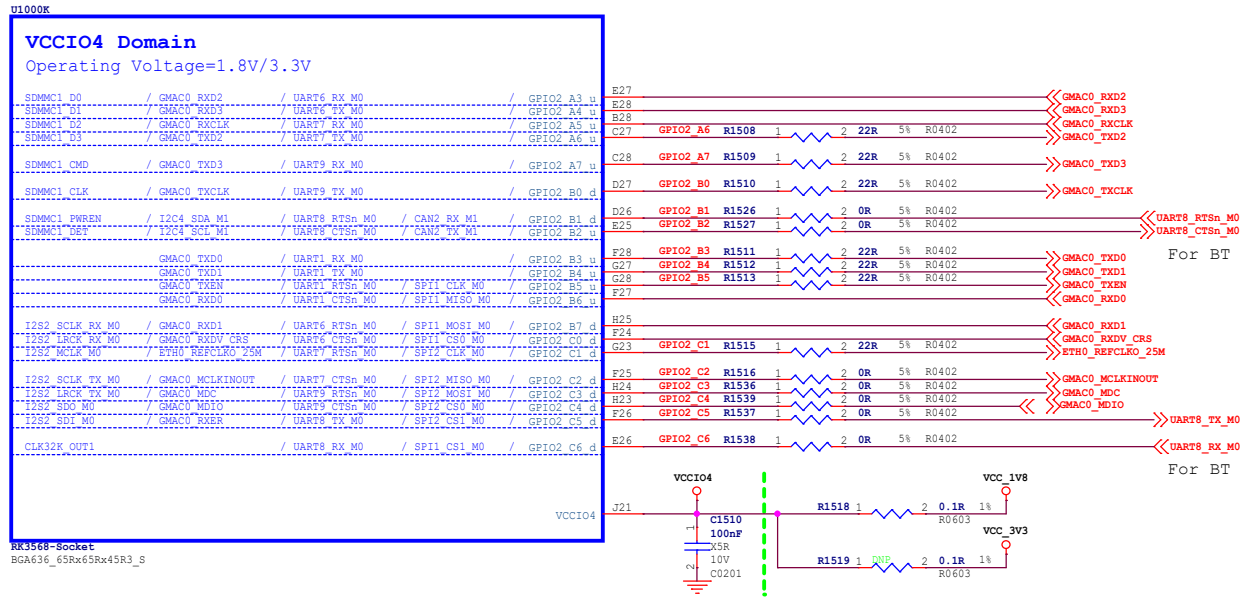 U1000K
VCCIO4 Domain
Operating Voltage=1.8V/3.3V
SDMMC1_D0 / GMAC0_RXD2 / UART6_RX_M0 / GPIO2_A3_u E27 GMAC0_RXD2
SDMMC1_D1 / GMAC0_RXD3 / UART6_TX_M0 / GPIO2_A4_u E28 GMAC0_RXD3
SDMMC1_D2 / GMAC0_RXCLK / UART7_RX_M0 / GPIO2_A5_u B28 GMAC0_RXCLK
SDMMC1_D3 / GMAC0_TXD2 / UART7_TX_M0 / GPIO2_A6_u C27 GPIO2_A6 R1508 1 2 22R 5% R0402 GMAC0_TXD2
SDMMC1_CMD / GMAC0_TXD3 / UART9_RX_M0 / GPIO2_A7_u C28 GPIO2_A7 R1509 1 2 22R 5% R0402 GMAC0_TXD3
SDMMC1_CLK / GMAC0_TXCLK / UART9_TX_M0 / GPIO2_B0_d D27 GPIO2_B0 R1510 1 2 22R 5% R0402 GMAC0_TXCLK
SDMMC1_PWREN / I2C4_SDA_M1 / UART8_RTSn_M0 / CAN2_RX_M1 / GPIO2_B1_d D26 GPIO2_B1 R1526 1 2 0R 5% R0402 UART8_RTSn_M0
SDMMC1_DET / I2C4_SCL_M1 / UART8_CTSn_M0 / CAN2_TX_M1 / GPIO2_B2_u E25 GPIO2_B2 R1527 1 2 0R 5% R0402 UART8_CTSn_M0
For BT
GMAC0_TXD0 / UART1_RX_M0 / GPIO2_B3_u F28 GPIO2_B3 R1511 1 2 22R 5% R0402 GMAC0_TXD0
GMAC0_TXD1 / UART1_TX_M0 / GPIO2_B4_u G27 GPIO2_B4 R1512 1 2 22R 5% R0402 GMAC0_TXD1
GMAC0_TXEN / UART1_RTSn_M0 / SPI1_CLK_M0 / GPIO2_B5_u G28 GPIO2_B5 R1513 1 2 22R 5% R0402 GMAC0_TXEN
GMAC0_RXD0 / UART1_CTSn_M0 / SPI1_MISO_M0 / GPIO2_B6_u F27 GMAC0_RXD0
I2S2_SCLK_RX_M0 / GMAC0_RXD1 / UART6_RTSn_M0 / SPI1_MOSI_M0 / GPIO2_B7_d H25 GMAC0_RXD1
I2S2_LRCK_RX_M0 / GMAC0_RXDV_CRS / UART6_CTSn_M0 / SPI1_CS0_M0 / GPIO2_C0_d F24 GMAC0_RXDV_CRS
I2S2_MCLK_M0 / ETH0_REFCLKO_25M / UART7_RTSn_M0 / SPI2_CLK_M0 / GPIO2_C1_d G23 GPIO2_C1 R1515 1 2 22R 5% R0402 ETH0_REFCLKO_25M
I2S2_SCLK_TX_M0 / GMAC0_MCLKINOUT / UART7_CTSn_M0 / SPI2_MISO_M0 / GPIO2_C2_d F25 GPIO2_C2 R1516 1 2 0R 5% R0402 GMAC0_MCLKINOUT
I2S2_LRCK_TX_M0 / GMAC0_MDC / UART9_RTSn_M0 / SPI2_MOSI_M0 / GPIO2_C3_d H24 GPIO2_C3 R1536 1 2 0R 5% R0402 GMAC0_MDC
I2S2_SDO_M0 / GMAC0_MDIO / UART9_CTSn_M0 / SPI2_CS0_M0 / GPIO2_C4_d H23 GPIO2_C4 R1539 1 2 0R 5% R0402 GMAC0_MDIO
I2S2_SDI_M0 / GMAC0_RXER / UART8_TX_M0 / SPI2_CS1_M0 / GPIO2_C5_d F26 GPIO2_C5 R1537 1 2 0R 5% R0402 UART8_TX_M0
CLK32K_OUT1 / UART8_RX_M0 / SPI1_CS1_M0 / GPIO2_C6_d E26 GPIO2_C6 R1538 1 2 0R 5% R0402 UART8_RX_M0
For BT
VCCIO4 VCC_1V8
VCCIO4 J21 R1518 1 2 0.1R 1%
R0603
1 C1510
100nF
X5R
10V
2 C0201
VCC_3V3
R1519 1 DNP 2 0.1R 1%
R0603
RK3568-Socket
BGA636_65Rx65Rx45R3_S